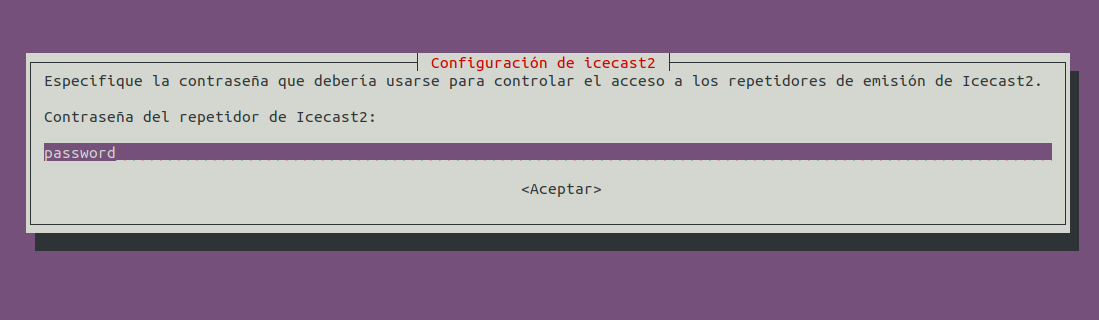 Configuración de icecast2
Especifique la contraseña que debería usarse para controlar el acceso a los repetidores de emisión de Icecast2.
Contraseña del repetidor de Icecast2:
password
<Aceptar>